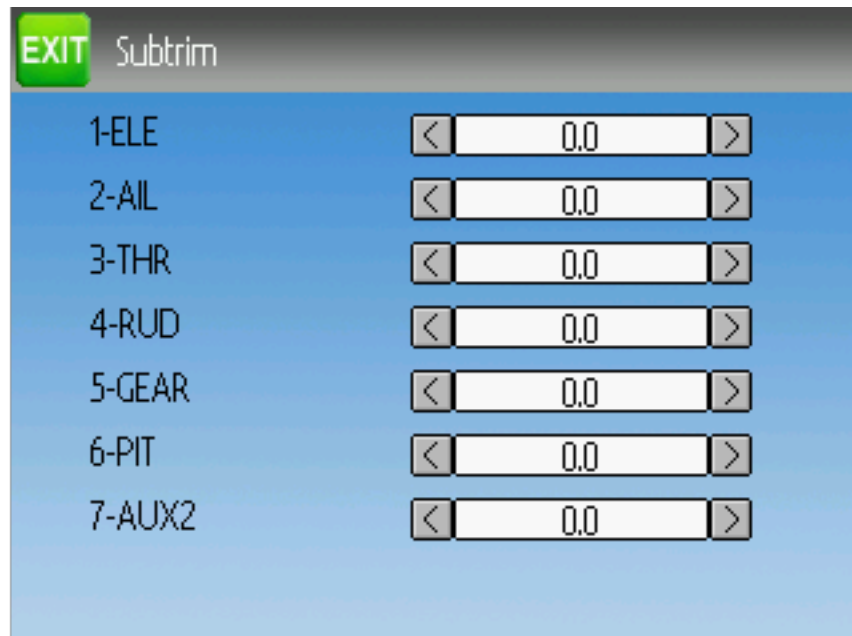 EXIT Subtrim
1-ELE < 0.0 >
2-AIL < 0.0 >
3-THR < 0.0 >
4-RUD < 0.0 >
5-GEAR < 0.0 >
6-PIT < 0.0 >
7-AUX2 < 0.0 >